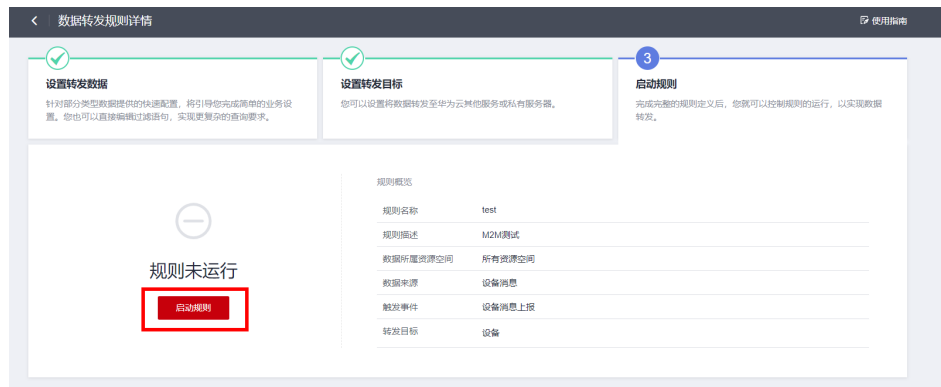 数据转发规则详情
使用指南
设置转发数据
针对部分类型数据提供的快速配置，将引导您完成简单的业务设
置。您也可以直接编辑过滤语句，实现更复杂的查询要求。
设置转发目标
您可以设置将数据转发至华为云其他服务或私有服务器。
3
启动规则
完成完整的规则定义后，您就可以控制规则的运行，以实现数据
转发。
规则未运行
启动规则
规则概览
规则名称 test
规则描述 M2M测试
数据所属资源空间 所有资源空间
数据来源 设备消息
触发事件 设备消息上报
转发目标 设备